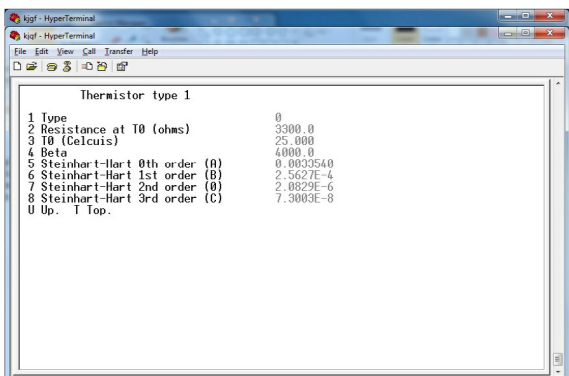 kjgf - HyperTerminal
kjgf - HyperTerminal
File Edit View Call Transfer Help
Thermistor type 1
1 Type 0
2 Resistance at T0 (ohms) 3300.0
3 T0 (Celcuis) 25.000
4 Beta 4000.0
5 Steinhart-Hart 0th order (A) 0.0033540
6 Steinhart-Hart 1st order (B) 2.5627E-4
7 Steinhart-Hart 2nd order (0) 2.0829E-6
8 Steinhart-Hart 3rd order (C) 7.3003E-8
U Up. T Top.